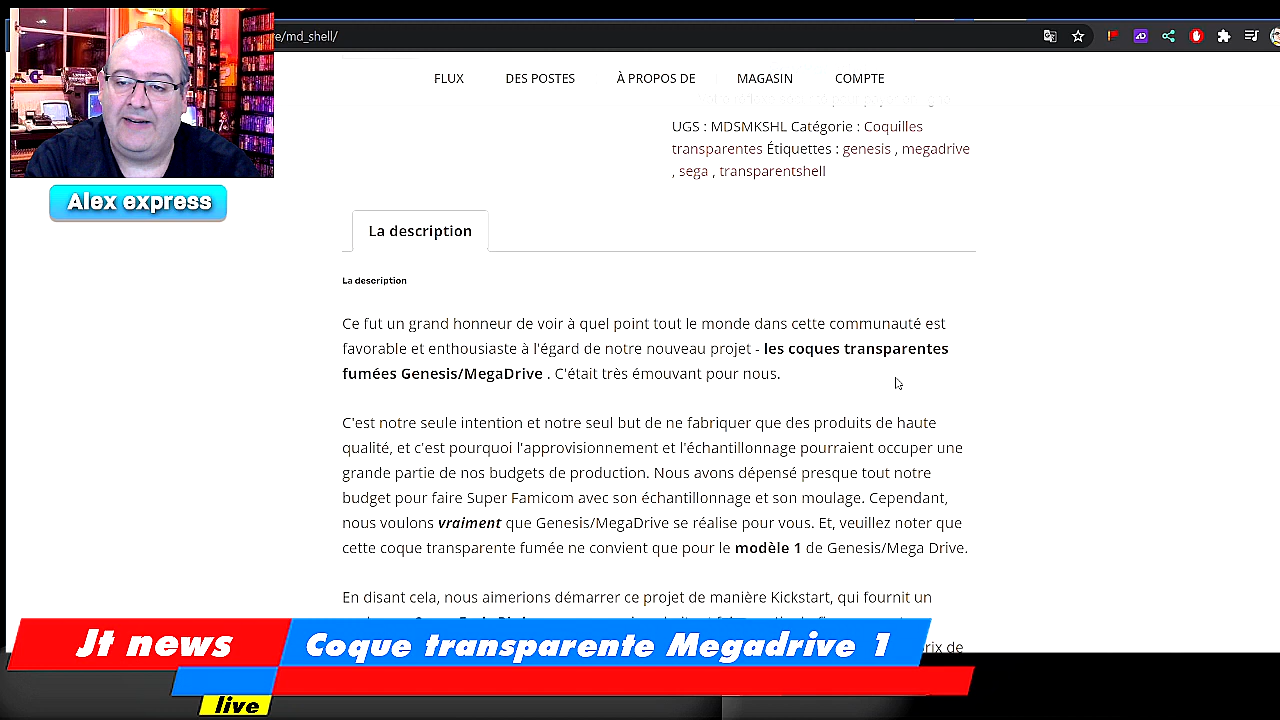 e/md_shell/
FLUX DES POSTES À PROPOS DE MAGASIN COMPTE
UGS : MDSMKSHL Catégorie : Coquilles
transparentes Étiquettes : genesis , megadrive
, sega , transparentshell
Alex express
La description
La description
Ce fut un grand honneur de voir à quel point tout le monde dans cette communauté est
favorable et enthousiaste à l'égard de notre nouveau projet - les coques transparentes
fumées Genesis/MegaDrive . C'était très émouvant pour nous.
C'est notre seule intention et notre seul but de ne fabriquer que des produits de haute
qualité, et c'est pourquoi l'approvisionnement et l'échantillonnage pourraient occuper une
grande partie de nos budgets de production. Nous avons dépensé presque tout notre
budget pour faire Super Famicom avec son échantillonnage et son moulage. Cependant,
nous voulons vraiment que Genesis/MegaDrive se réalise pour vous. Et, veuillez noter que
cette coque transparente fumée ne convient que pour le modèle 1 de Genesis/Mega Drive.
En disant cela, nous aimerions démarrer ce projet de manière Kickstart, qui fournit un
rix de
Jt news
Coque transparente Megadrive 1
live